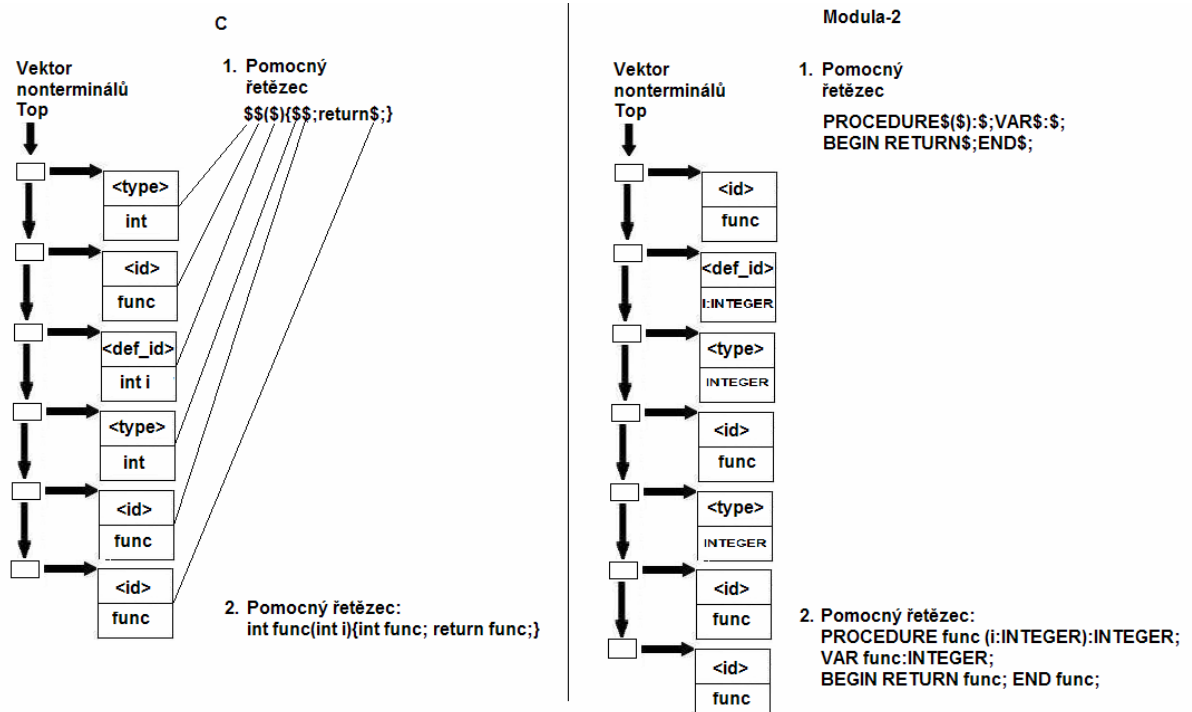 C
Vektor
nonterminálů
Top
1. Pomocný
řetězec
$$($){$$;return$;}
<type>
int
<id>
func
<def_id>
int i
<type>
int
<id>
func
<id>
func
2. Pomocný řetězec:
int func(int i){int func; return func;}
Modula-2
Vektor
nonterminálů
Top
1. Pomocný
řetězec
PROCEDURE$($):$;VAR$:$;
BEGIN RETURN$;END$;
<id>
func
<def_id>
I:INTEGER
<type>
INTEGER
<id>
func
<type>
INTEGER
<id>
func
<id>
func
2. Pomocný řetězec:
PROCEDURE func (i:INTEGER):INTEGER;
VAR func:INTEGER;
BEGIN RETURN func; END func;